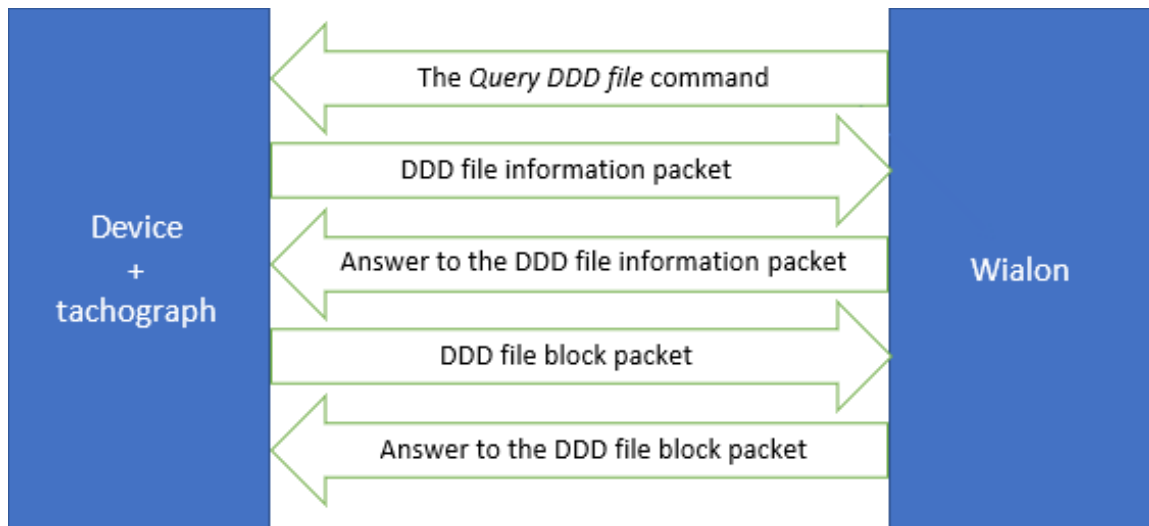 The Query DDD file command
DDD file information packet
Answer to the DDD file information packet
DDD file block packet
Answer to the DDD file block packet
Device
+
tachograph
Wialon